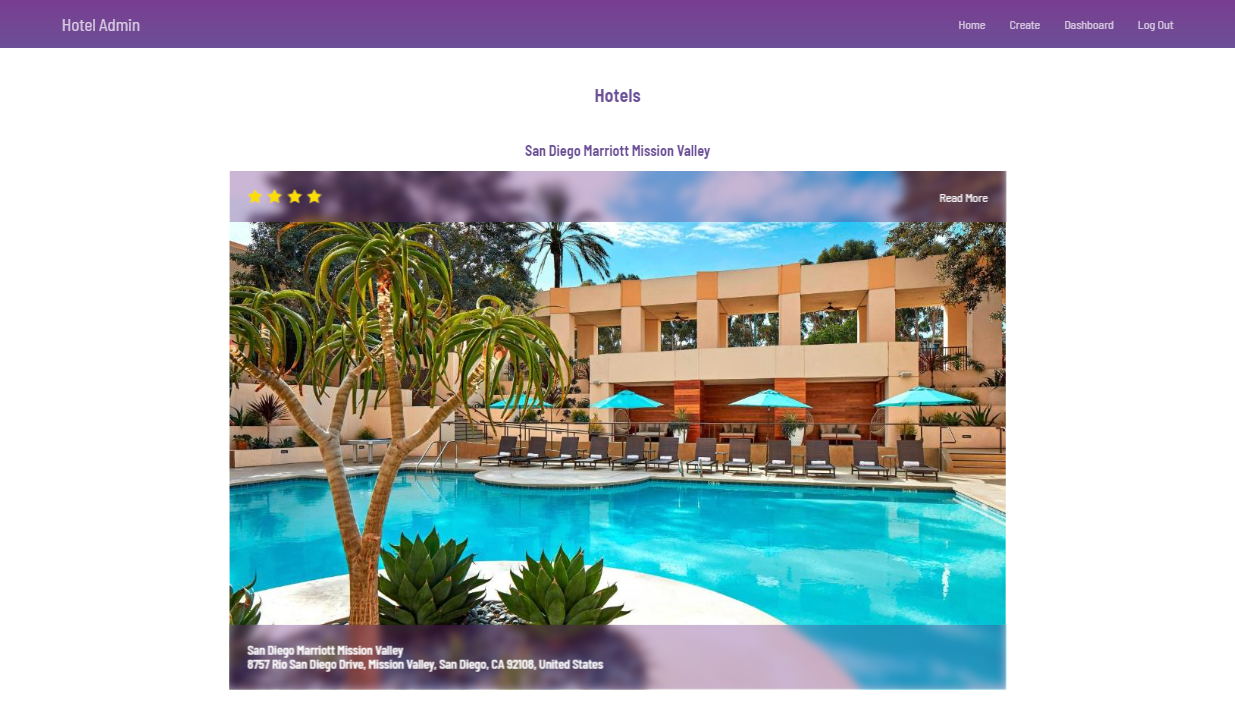 Hotel Admin
Home Create Dashboard Log Out
Hotels
San Diego Marriott Mission Valley
Read More
San Diego Marriott Mission Valley
8757 Rio San Diego Drive, Mission Valley, San Diego, CA 92108, United States